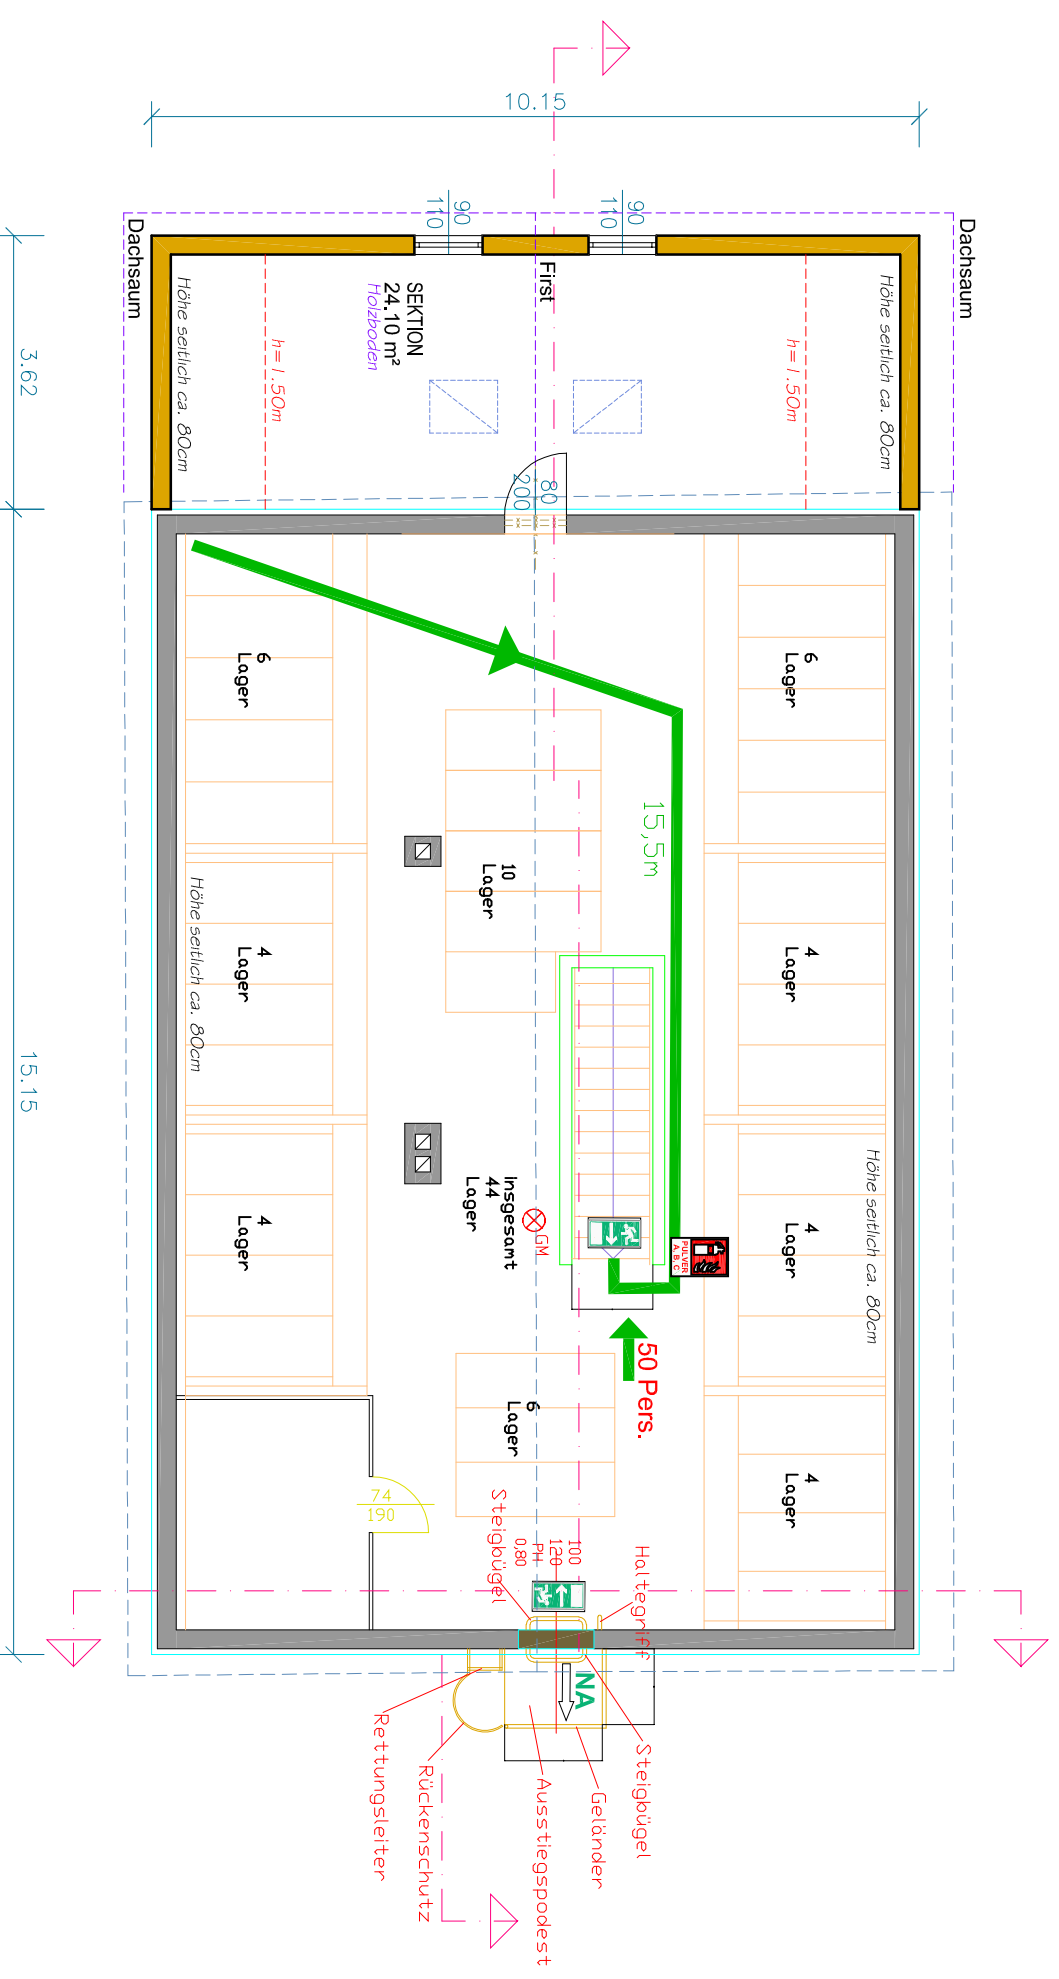 10.15
Dachsaum
Dachsaum
90
110
90
110
First
SEKTION
24.10 m²
Holzboden
Höhe seitlich ca. 80cm
Höhe seitlich ca. 80cm
h=1.50m
h=1.50m
3.62
80
200
6
Lager
6
Lager
15,5m
10
Lager
4
Lager
4
Lager
Höhe seitlich ca. 80cm
15.15
Höhe seitlich ca. 80cm
4
Lager
4
Lager
Insgesamt
44
Lager
GM
PULVER
A, B, C
50 Pers.
6
Lager
4
Lager
74
190
Steigbügel
100
120
PH
0,80
Haltegriff
NA
Steigbügel
Geländer
Ausstiegspodest
Rückenschutz
Rettungsleiter